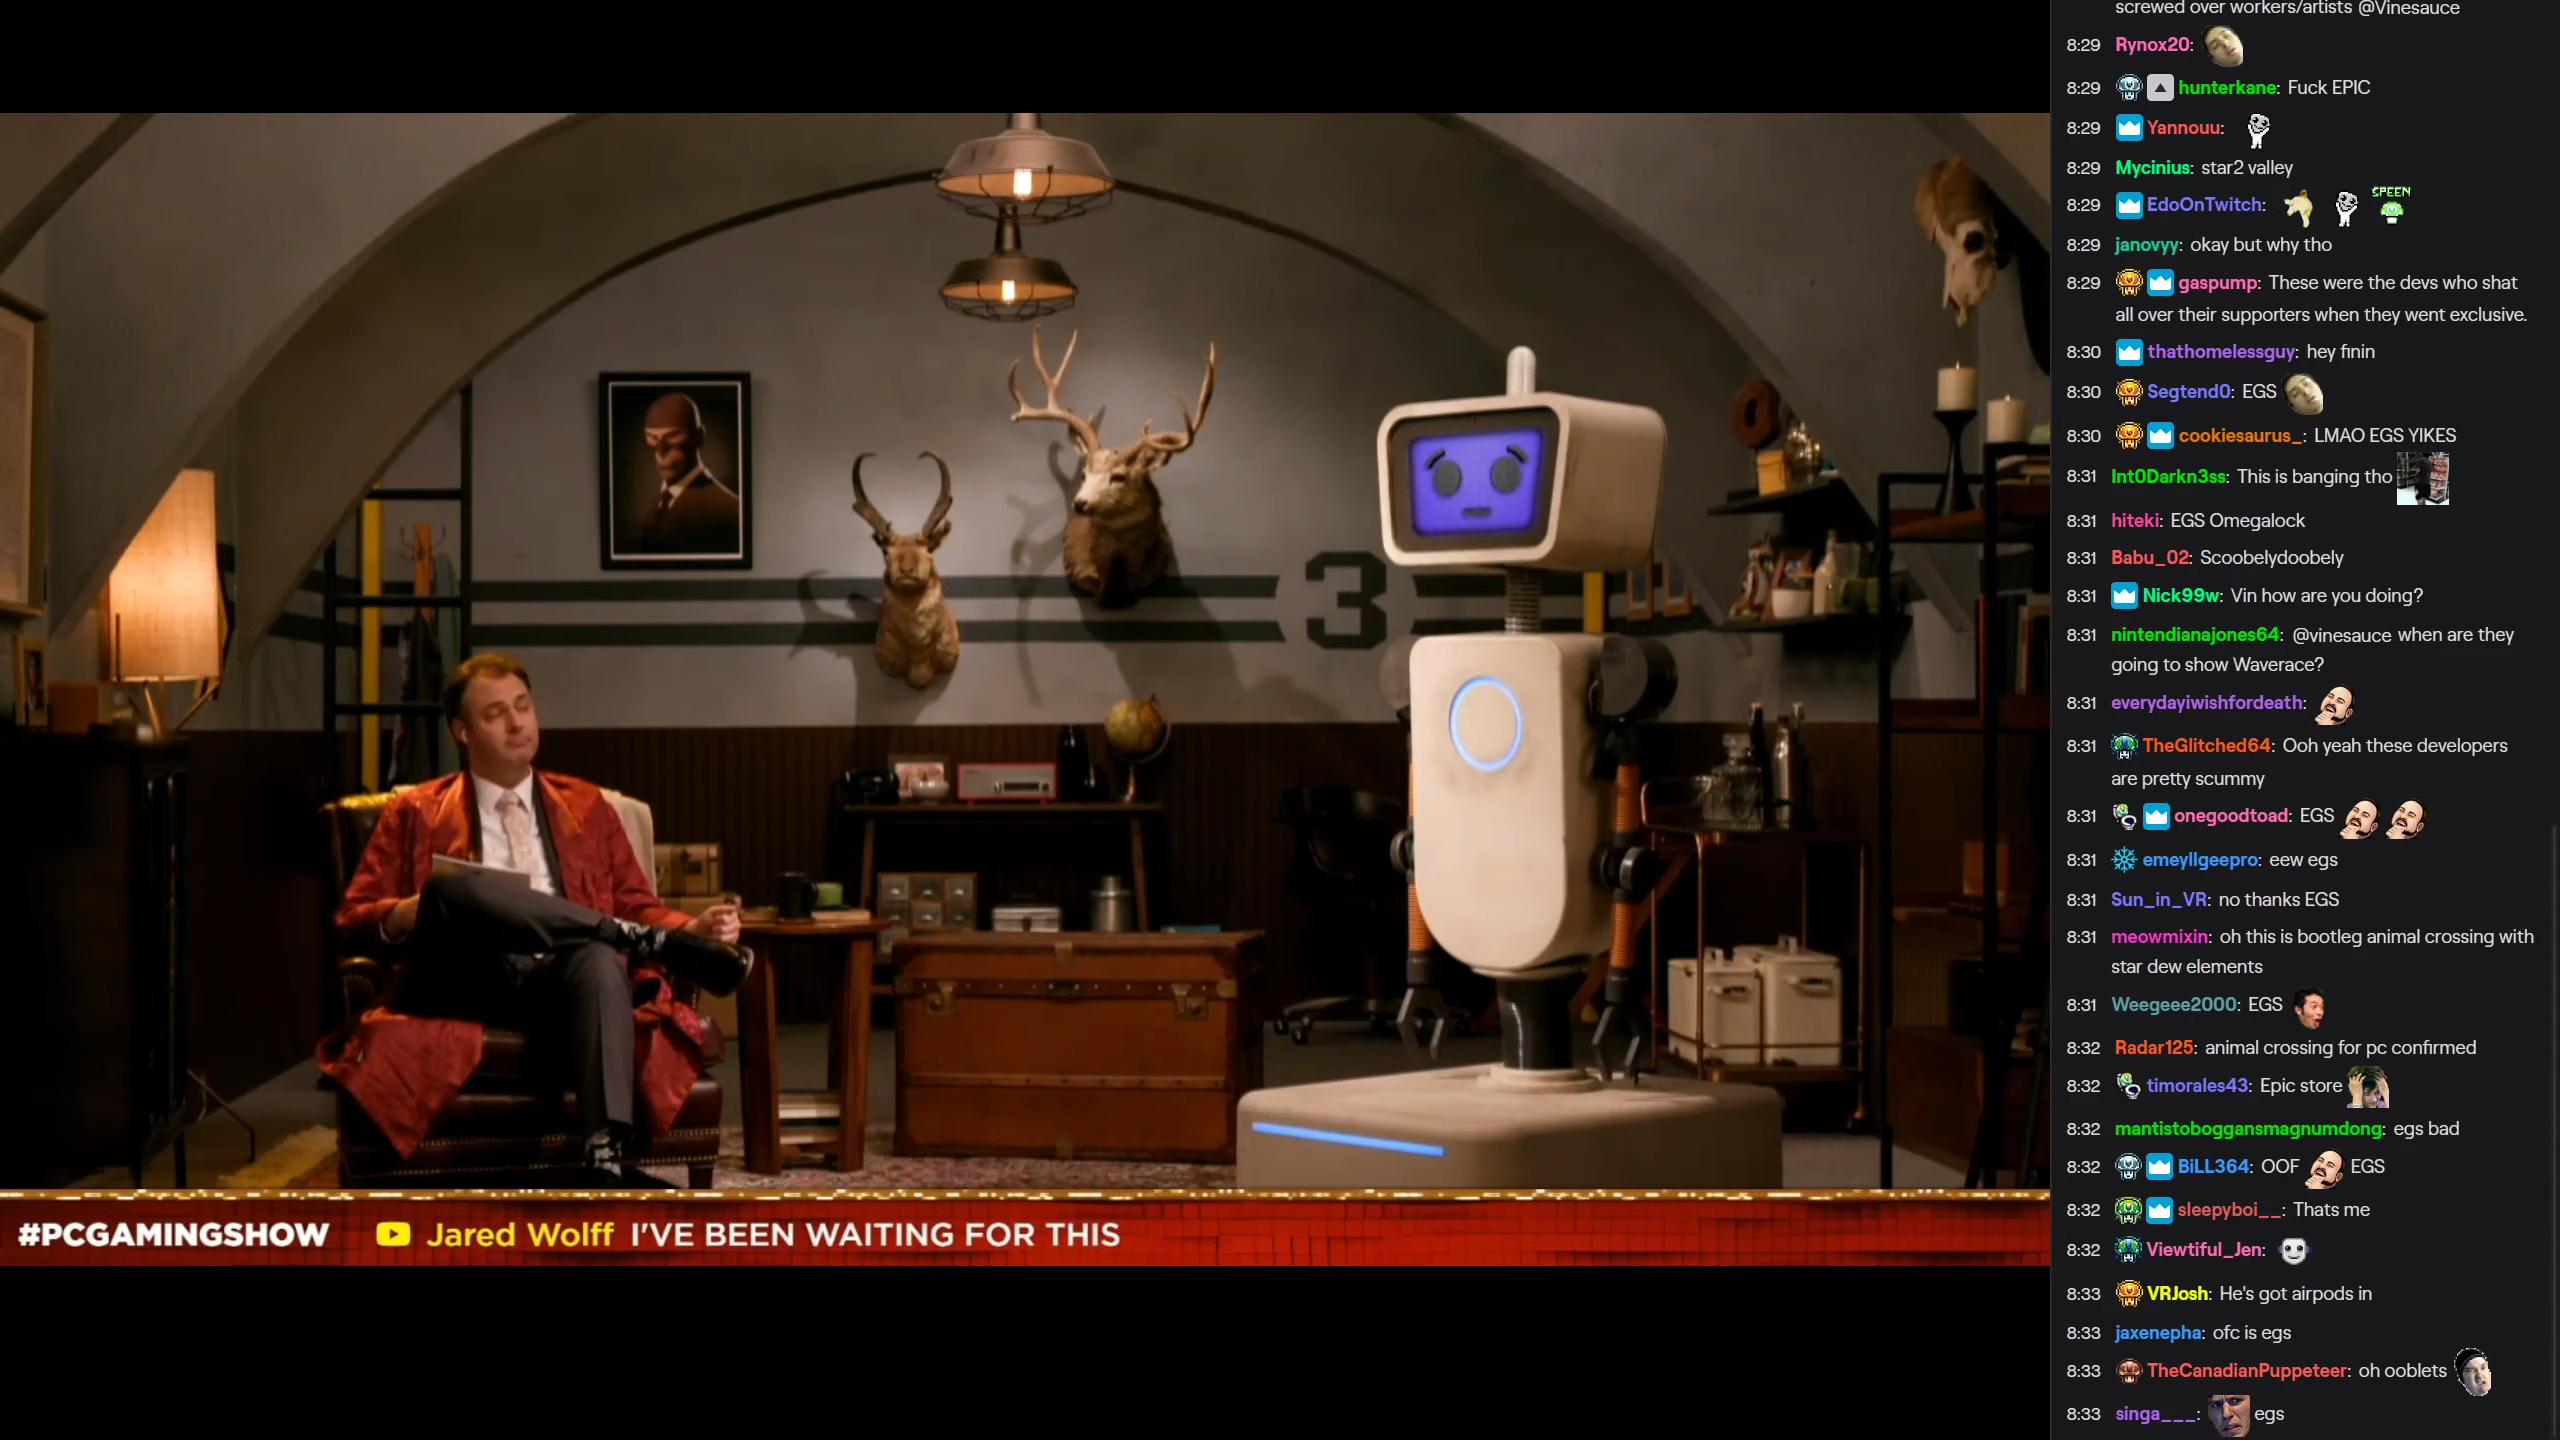 3
#PCGAMINGSHOW
Jared Wolff I'VE BEEN WAITING FOR THIS
screwed over workers/artists @Vinesauce
8:29 Rynox20:
8:29 hunterkane: Fuck EPIC
8:29 Yannouu:
8:29 Mycinius: star2 valley
SPEEN
8:29 EdoOnTwitch:
8:29 janovyy: okay but why tho
8:29 gaspump: These were the devs who shat
all over their supporters when they went exclusive.
8:30 thathomelessguy: hey finin
8:30 Segtend0: EGS
8:30 cookiesaurus_: LMAO EGS YIKES
8:31 Int0Darkn3ss: This is banging tho
8:31 hiteki: EGS Omegalock
8:31 Babu_02: Scoobelydoobely
8:31 Nick99w: Vin how are you doing?
8:31 nintendianajones64: @vinesauce when are they
going to show Waverace?
8:31 everydayiwishfordeath:
8:31 TheGlitched64: Ooh yeah these developers
are pretty scummy
8:31 onegoodtoad: EGS
8:31 emeyllgeepro: eew egs
8:31 Sun_in_VR: no thanks EGS
8:31 meowmixin: oh this is bootleg animal crossing with
star dew elements
8:31 Weegeee2000: EGS
8:32 Radar125: animal crossing for pc confirmed
8:32 timorales43: Epic store
8:32 mantistoboggansmagnumdong: egs bad
8:32 BiLL364: OOF EGS
8:32 sleepyboi__: Thats me
8:32 Viewtiful_Jen:
8:33 VRJosh: He's got airpods in
8:33 jaxenepha: ofc is egs
8:33 TheCanadianPuppeteer: oh ooblets
8:33 singa___: egs